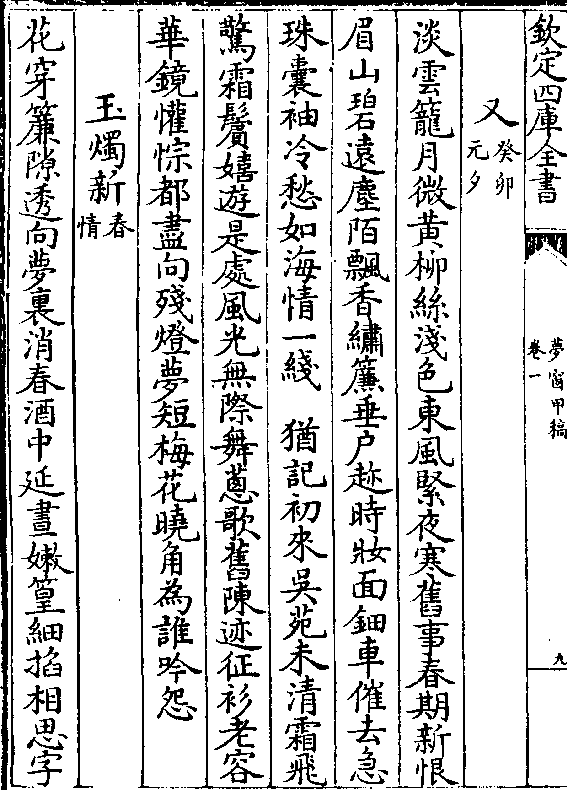 欽定四庫全書
夢窗甲稿
卷一
九
又癸卯元夕
淡雲籠月微黄柳絲淺色東風緊夜寒舊事春期新恨
眉山碧遠塵陌飄香繡簾垂户趂時妝面鈿車催去急
珠囊袖冷愁如海情一綫　猶記初來吳苑未清霜飛
驚霜鬢嬉遊是處風光無際舞葱歌舊陳迹征衫老容
華鏡懽悰都盡向殘燈夢短梅花曉角為誰吟怨
玉燭新春情
花穿簾隙透向夢裏消春酒中延晝嫩篁細掐相思字